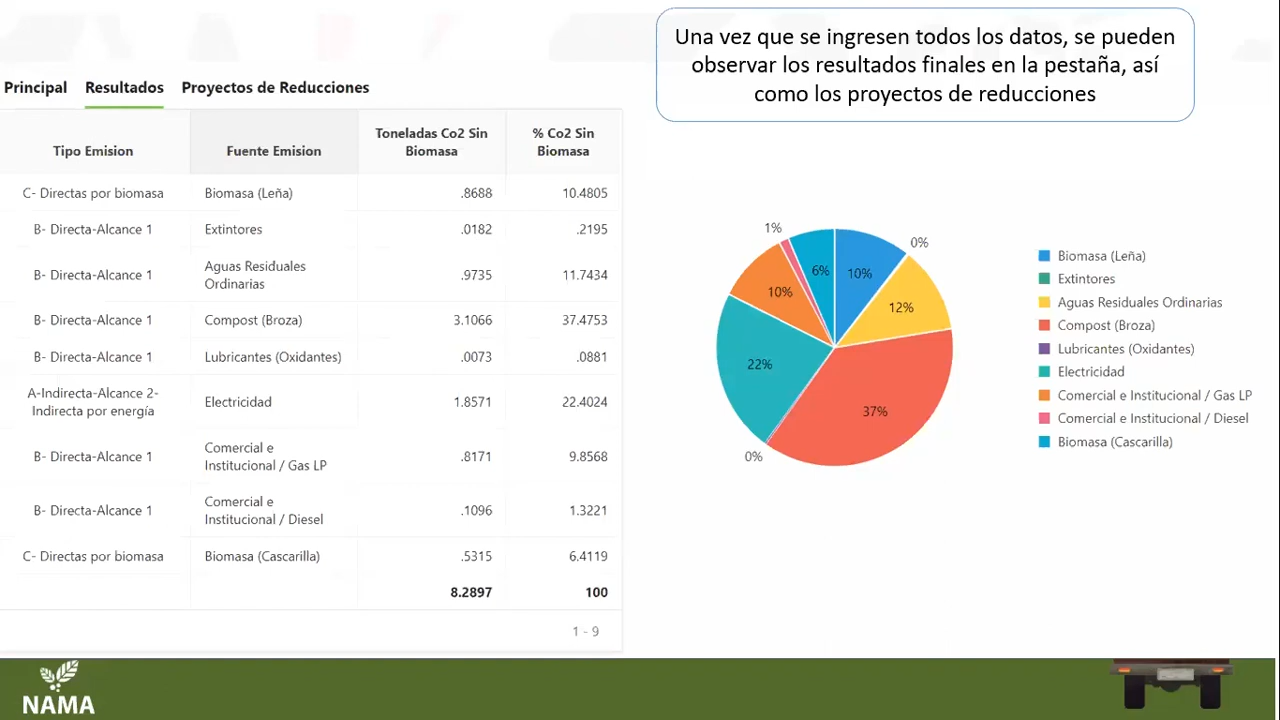 Una vez que se ingresen todos los datos, se pueden
observar los resultados finales en la pestaña, así
como los proyectos de reducciones
Principal Resultados Proyectos de Reducciones
Tipo Emision Fuente Emision Toneladas Co2 Sin Biomasa % Co2 Sin Biomasa
C- Directas por biomasa Biomasa (Leña) .8688 10.4805
B- Directa-Alcance 1 Extintores .0182 .2195
B- Directa-Alcance 1 Aguas Residuales Ordinarias .9735 11.7434
B- Directa-Alcance 1 Compost (Broza) 3.1066 37.4753
B- Directa-Alcance 1 Lubricantes (Oxidantes) .0073 .0881
A-Indirecta-Alcance 2- Indirecta por energía Electricidad 1.8571 22.4024
B- Directa-Alcance 1 Comercial e Institucional / Gas LP .8171 9.8568
B- Directa-Alcance 1 Comercial e Institucional / Diesel .1096 1.3221
C- Directas por biomasa Biomasa (Cascarilla) .5315 6.4119
8.2897 100
1 - 9
1%
0%
6%
10%
10%
12%
22%
37%
0%
Biomasa (Leña)
Extintores
Aguas Residuales Ordinarias
Compost (Broza)
Lubricantes (Oxidantes)
Electricidad
Comercial e Institucional / Gas LP
Comercial e Institucional / Diesel
Biomasa (Cascarilla)
NAMA